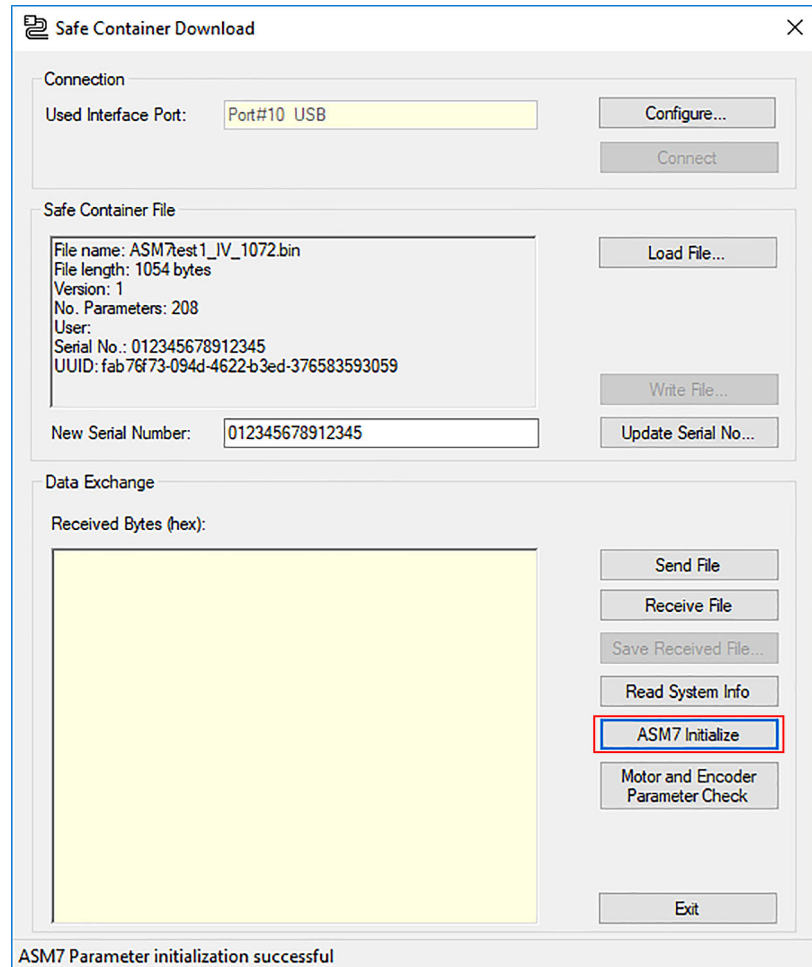 Safe Container Download
Connection
Used Interface Port:
Port#10 USB
Configure...
Connect
Safe Container File
File name: ASM7test1_IV_1072.bin
File length: 1054 bytes
Version: 1
No. Parameters: 208
User:
Serial No.: 012345678912345
UUID: fab76f73-094d-4622-b3ed-376583593059
Load File...
Write File...
New Serial Number:
012345678912345
Update Serial No...
Data Exchange
Received Bytes (hex):
Send File
Receive File
Save Received File...
Read System Info
ASM7 Initialize
Motor and Encoder
Parameter Check
Exit
ASM7 Parameter initialization successful